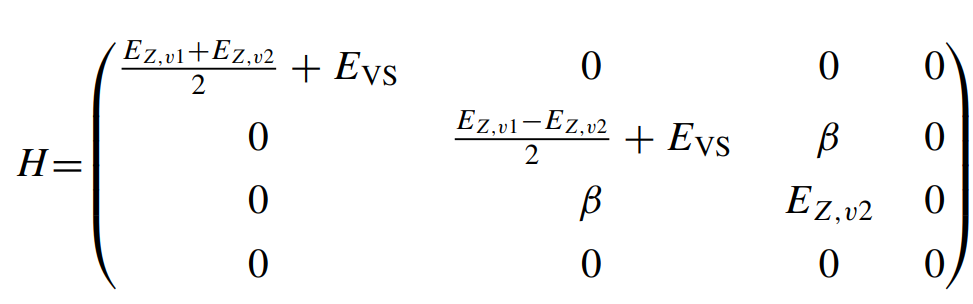 H= ( (E_{Z,v1}+E_{Z,v2})/2 + E_{VS} 0 0 0
0 (E_{Z,v1}−E_{Z,v2})/2 + E_{VS} β 0
0 β E_{Z,v2} 0
0 0 0 0 )